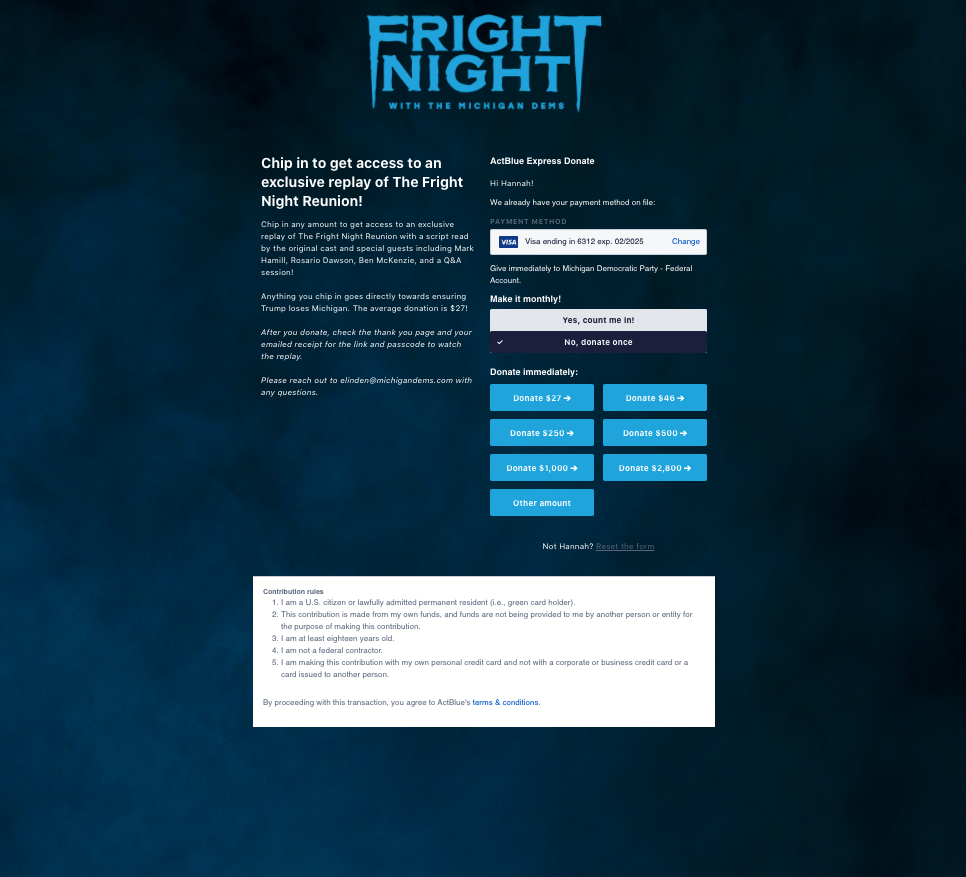 FRIGHT
NIGHT
WITH THE MICHIGAN DEMS
Chip in to get access to an
exclusive replay of The Fright
Night Reunion!
Chip in any amount to get access to an exclusive
replay of The Fright Night Reunion with a script read
by the original cast and special guests including Mark
Hamill, Rosario Dawson, Ben McKenzie, and a Q&A
session!
Anything you chip in goes directly towards ensuring
Trump loses Michigan. The average donation is $27!
After you donate, check the thank you page and your
emailed receipt for the link and passcode to watch
the replay.
Please reach out to elinden@michigandems.com with
any questions.
ActBlue Express Donate
Hi Hannah!
We already have your payment method on file:
PAYMENT METHOD
VISA Visa ending in 6312 exp. 02/2025 Change
Give immediately to Michigan Democratic Party - Federal
Account.
Make it monthly!
Yes, count me in!
✓ No, donate once
Donate immediately:
Donate $27 ➔ Donate $46 ➔
Donate $250 ➔ Donate $500 ➔
Donate $1,000 ➔ Donate $2,800 ➔
Other amount
Not Hannah? Reset the form
Contribution rules
1. I am a U.S. citizen or lawfully admitted permanent resident (i.e., green card holder).
2. This contribution is made from my own funds, and funds are not being provided to me by another person or entity for
the purpose of making this contribution.
3. I am at least eighteen years old.
4. I am not a federal contractor.
5. I am making this contribution with my own personal credit card and not with a corporate or business credit card or a
card issued to another person.
By proceeding with this transaction, you agree to ActBlue's terms & conditions.